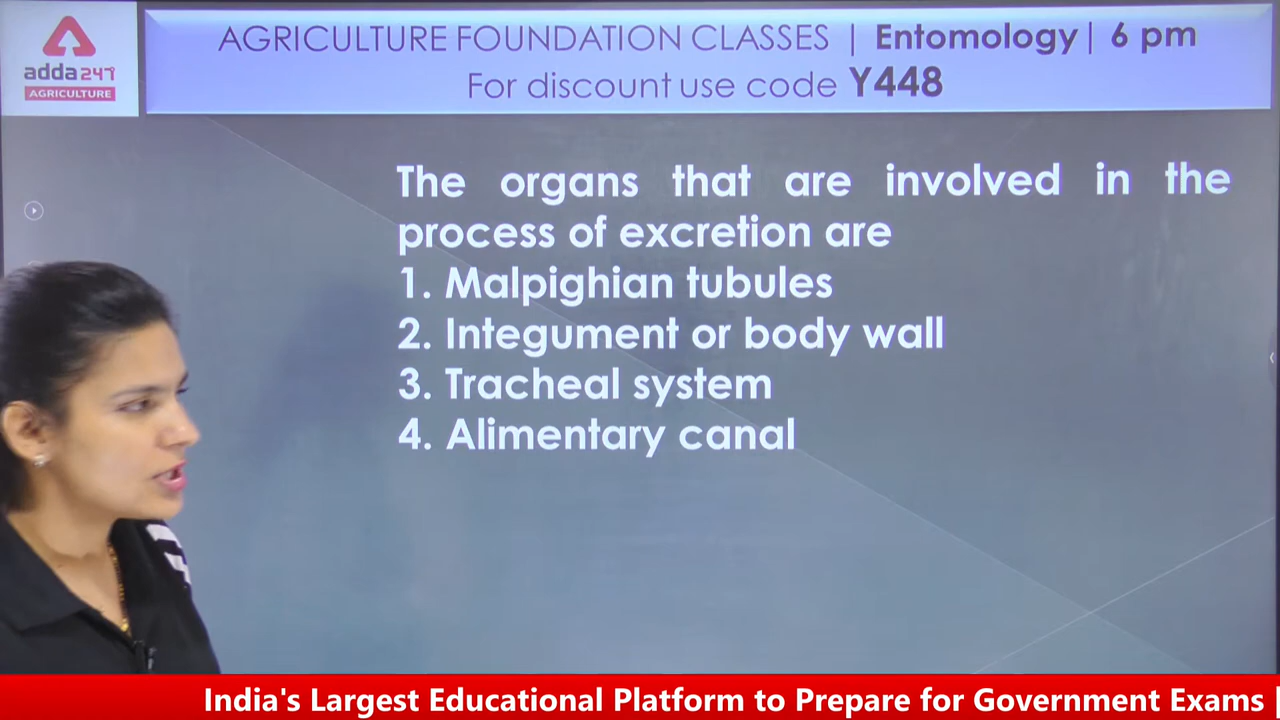 AGRICULTURE FOUNDATION CLASSES | Entomology| 6 pm
For discount use code Y448
adda247
AGRICULTURE
The organs that are involved in the
process of excretion are
1. Malpighian tubules
2. Integument or body wall
3. Tracheal system
4. Alimentary canal
India's Largest Educational Platform to Prepare for Government Exams |